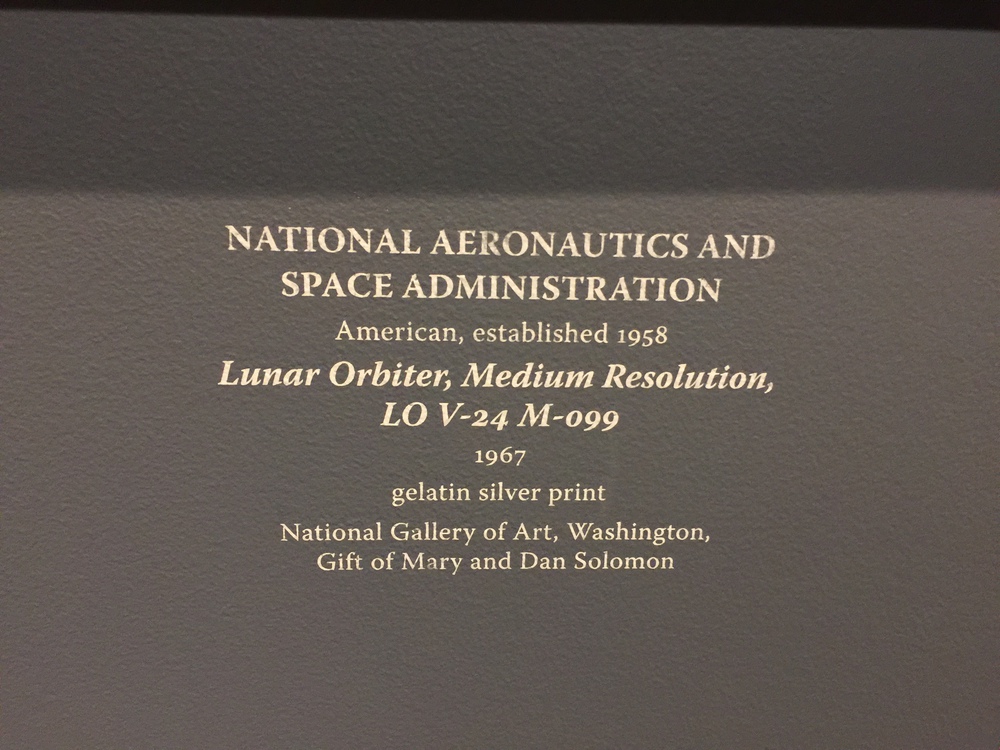 NATIONAL AERONAUTICS AND
SPACE ADMINISTRATION
American, established 1958
Lunar Orbiter, Medium Resolution,
LO V-24 M-099
1967
gelatin silver print
National Gallery of Art, Washington,
Gift of Mary and Dan Solomon